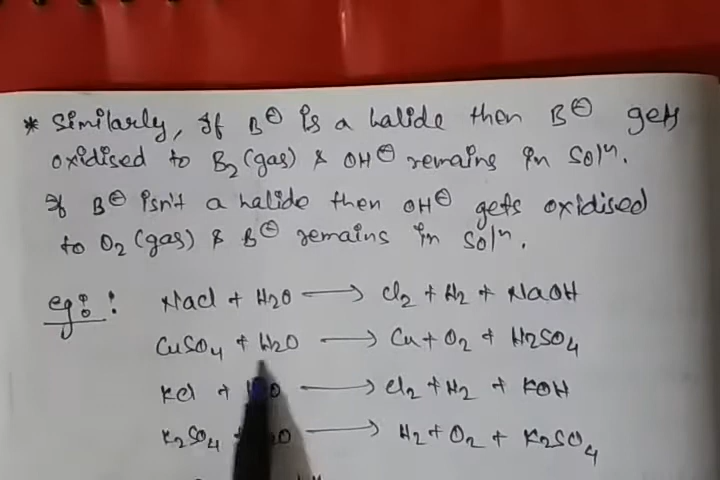 * Similarly, If B⊖ is a halide then B⊖ gets
oxidised to B2 (gas) & OH⊖ remains in Solⁿ.
If B⊖ isn't a halide then OH⊖ gets oxidised
to O2 (gas) & B⊖ remains in Solⁿ.
eg: NaCl + H2O → Cl2 + H2 + NaOH
CuSO4 + H2O → Cu + O2 + H2SO4
KCl + O → Cl2 + H2 + KOH
K2SO4 + O → H2 + O2 + K2SO4